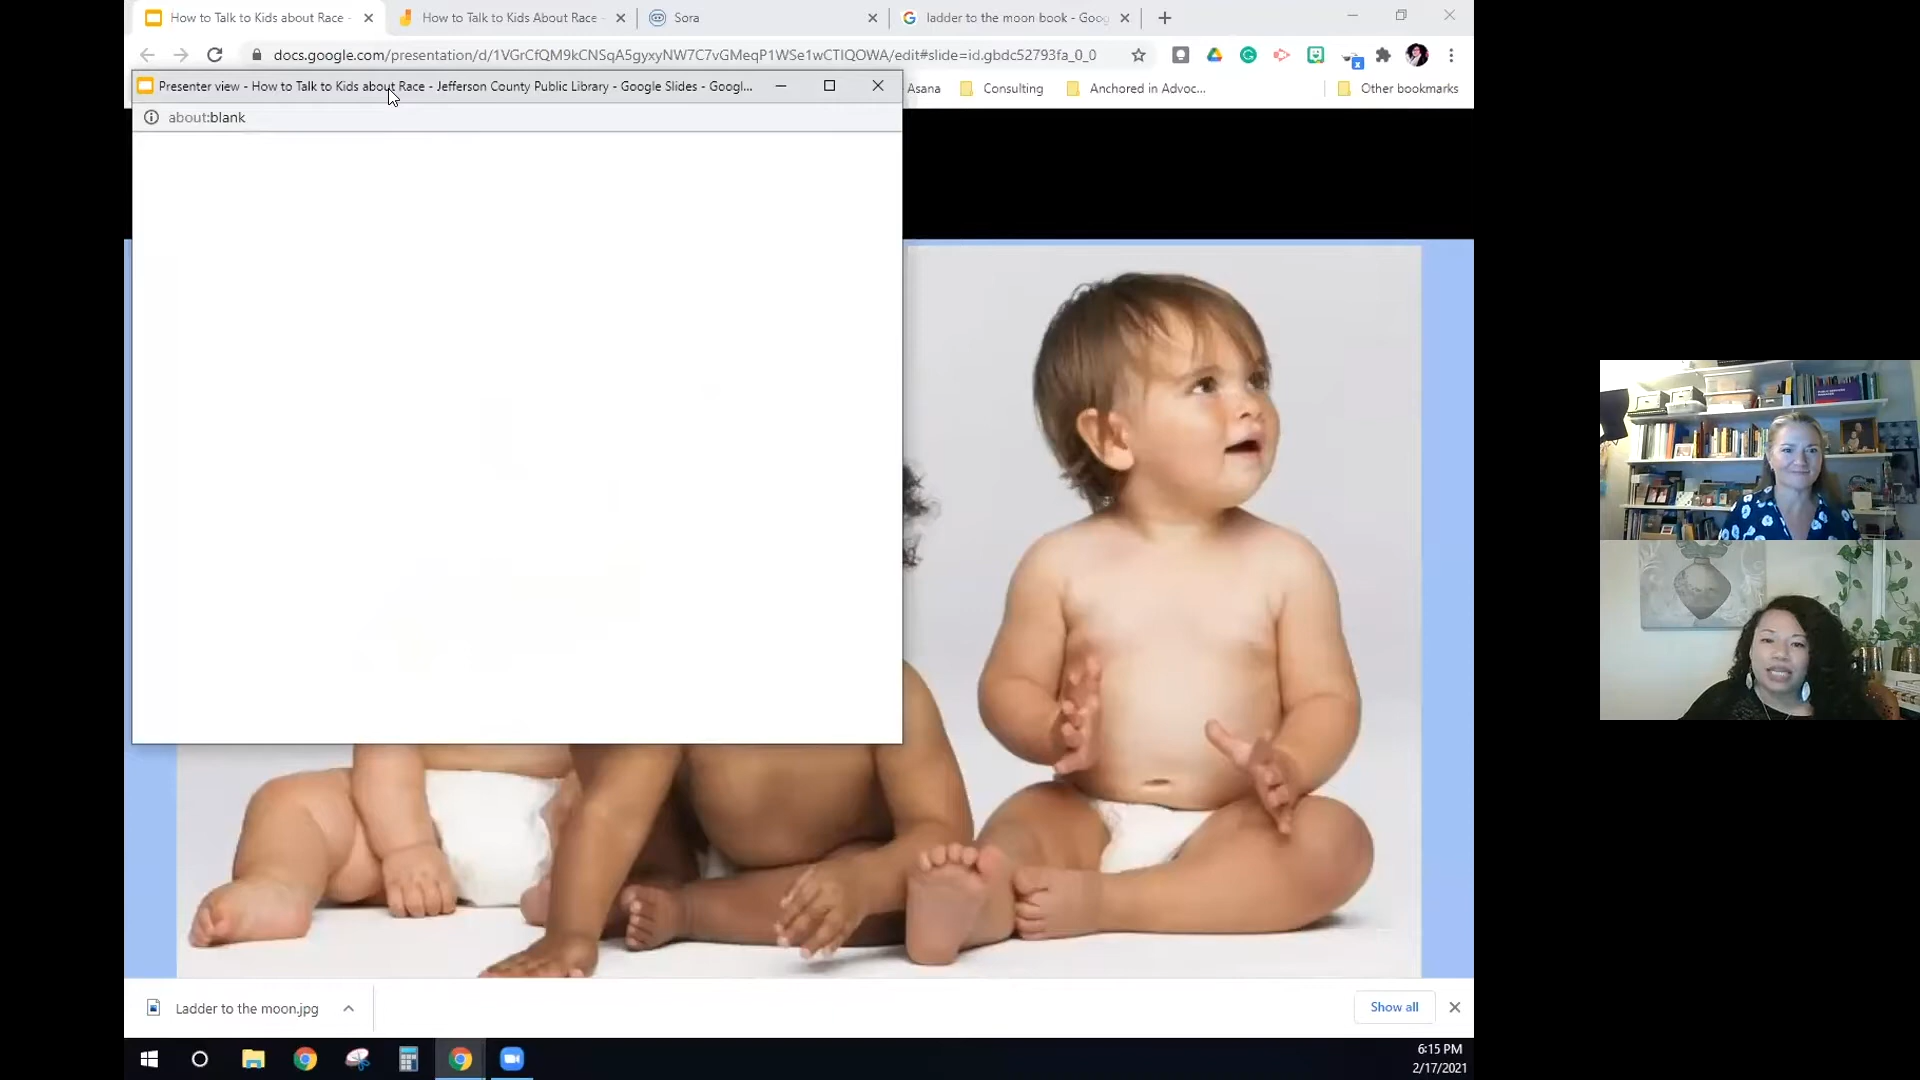 How to Talk to Kids about Race -
How to Talk to Kids About Race -
Sora
ladder to the moon book - Goog
docs.google.com/presentation/d/1VGrCfQM9kCNSqA5gyxyNW7C7vGMeqP1WSe1wCTIQOWA/edit#slide=id.gbdc52793fa_0_0
Asana
Consulting
Anchored in Advoc...
Other bookmarks
Presenter view - How to Talk to Kids about Race - Jefferson County Public Library - Google Slides - Googl...
about:blank
Ladder to the moon.jpg
Show all
6:15 PM
2/17/2021